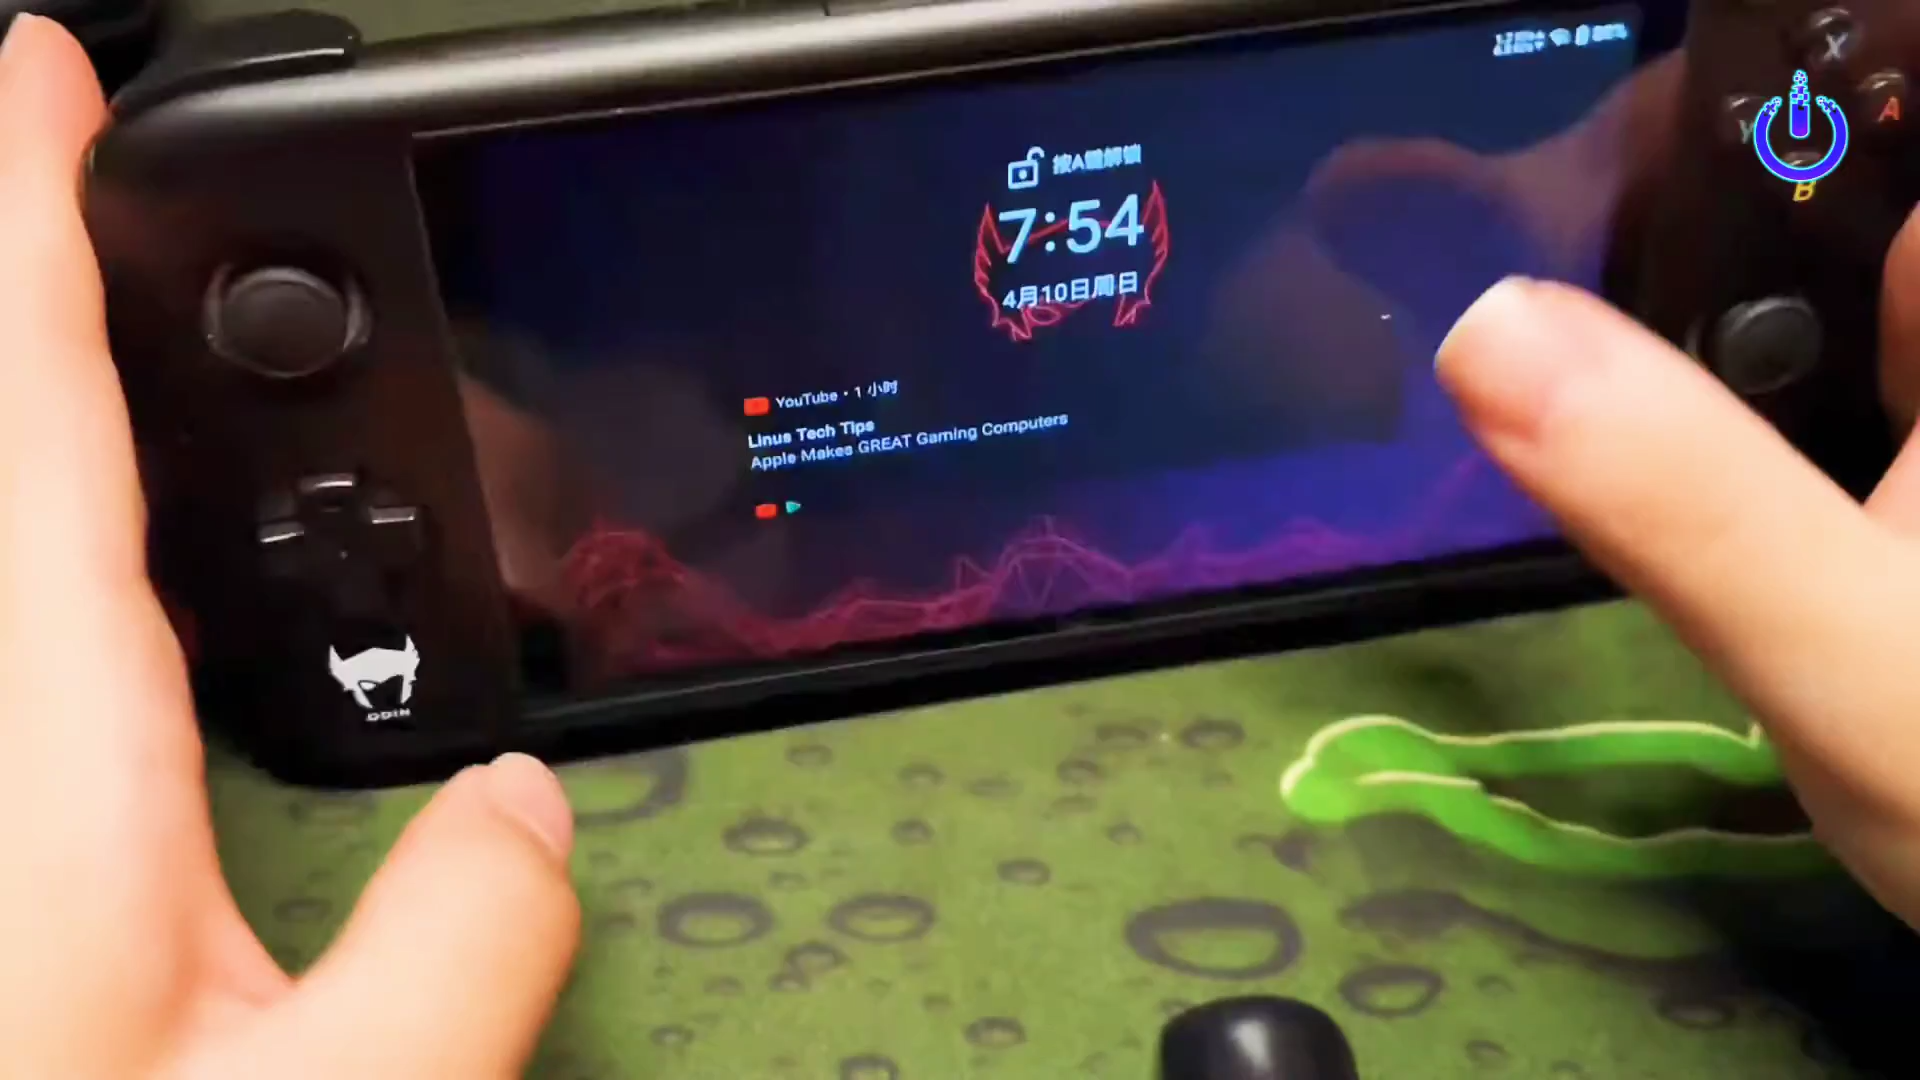 按A键解锁
7:54
4月10日周日
YouTube · 1 小时
Linus Tech Tips
Apple Makes GREAT Gaming Computers
X
Y
A
B
ODIN